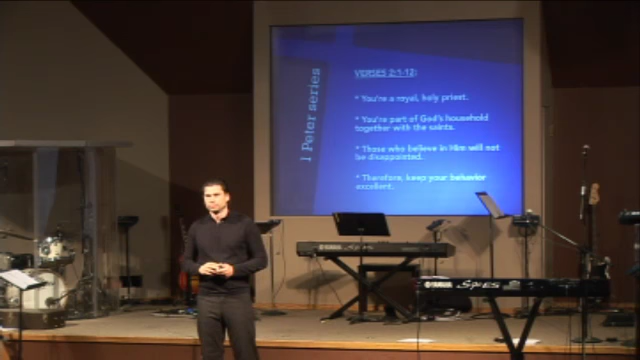 1 Peter series
VERSES 2:1-12:
* You're a royal, holy priest.
* You're part of God's household
together with the saints.
* Those who believe in Him will not
be disappointed.
* Therefore, keep your behavior
excellent.
YAMAHA
YAMAHA